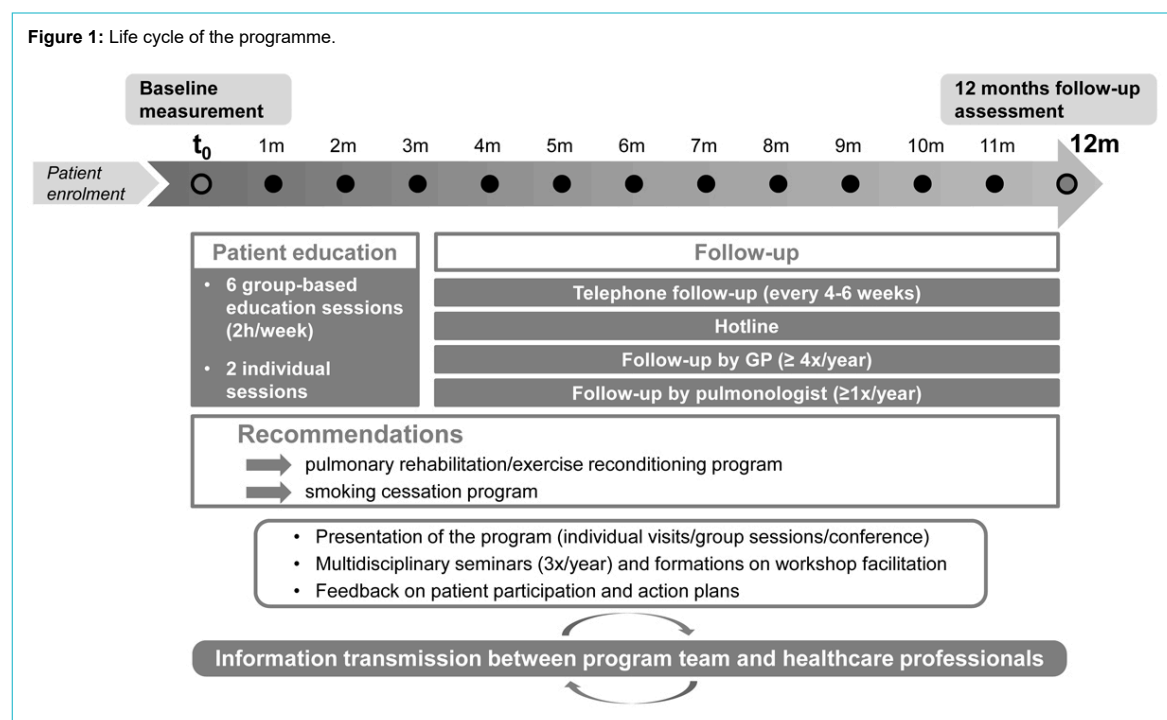 Figure 1: Life cycle of the programme.
Baseline
measurement
12 months follow-up
assessment
t0 1m 2m 3m 4m 5m 6m 7m 8m 9m 10m 11m 12m
Patient
enrolment
Patient education
• 6 group-based
education sessions
(2h/week)
• 2 individual
sessions
Follow-up
Telephone follow-up (every 4-6 weeks)
Hotline
Follow-up by GP (≥ 4x/year)
Follow-up by pulmonologist (≥1x/year)
Recommendations
pulmonary rehabilitation/exercise reconditioning program
smoking cessation program
• Presentation of the program (individual visits/group sessions/conference)
• Multidisciplinary seminars (3x/year) and formations on workshop facilitation
• Feedback on patient participation and action plans
Information transmission between program team and healthcare professionals